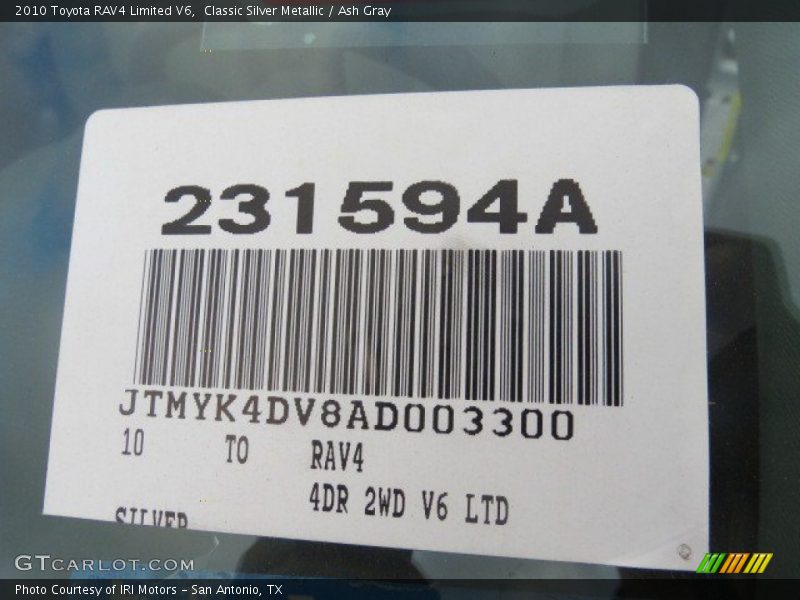 2010 Toyota RAV4 Limited V6,  Classic Silver Metallic / Ash Gray
231594A
JTMYK4DV8AD003300
10 TO RAV4
4DR 2WD V6 LTD
SILVER
GTCARLOT.COM
Photo Courtesy of IRI Motors - San Antonio, TX